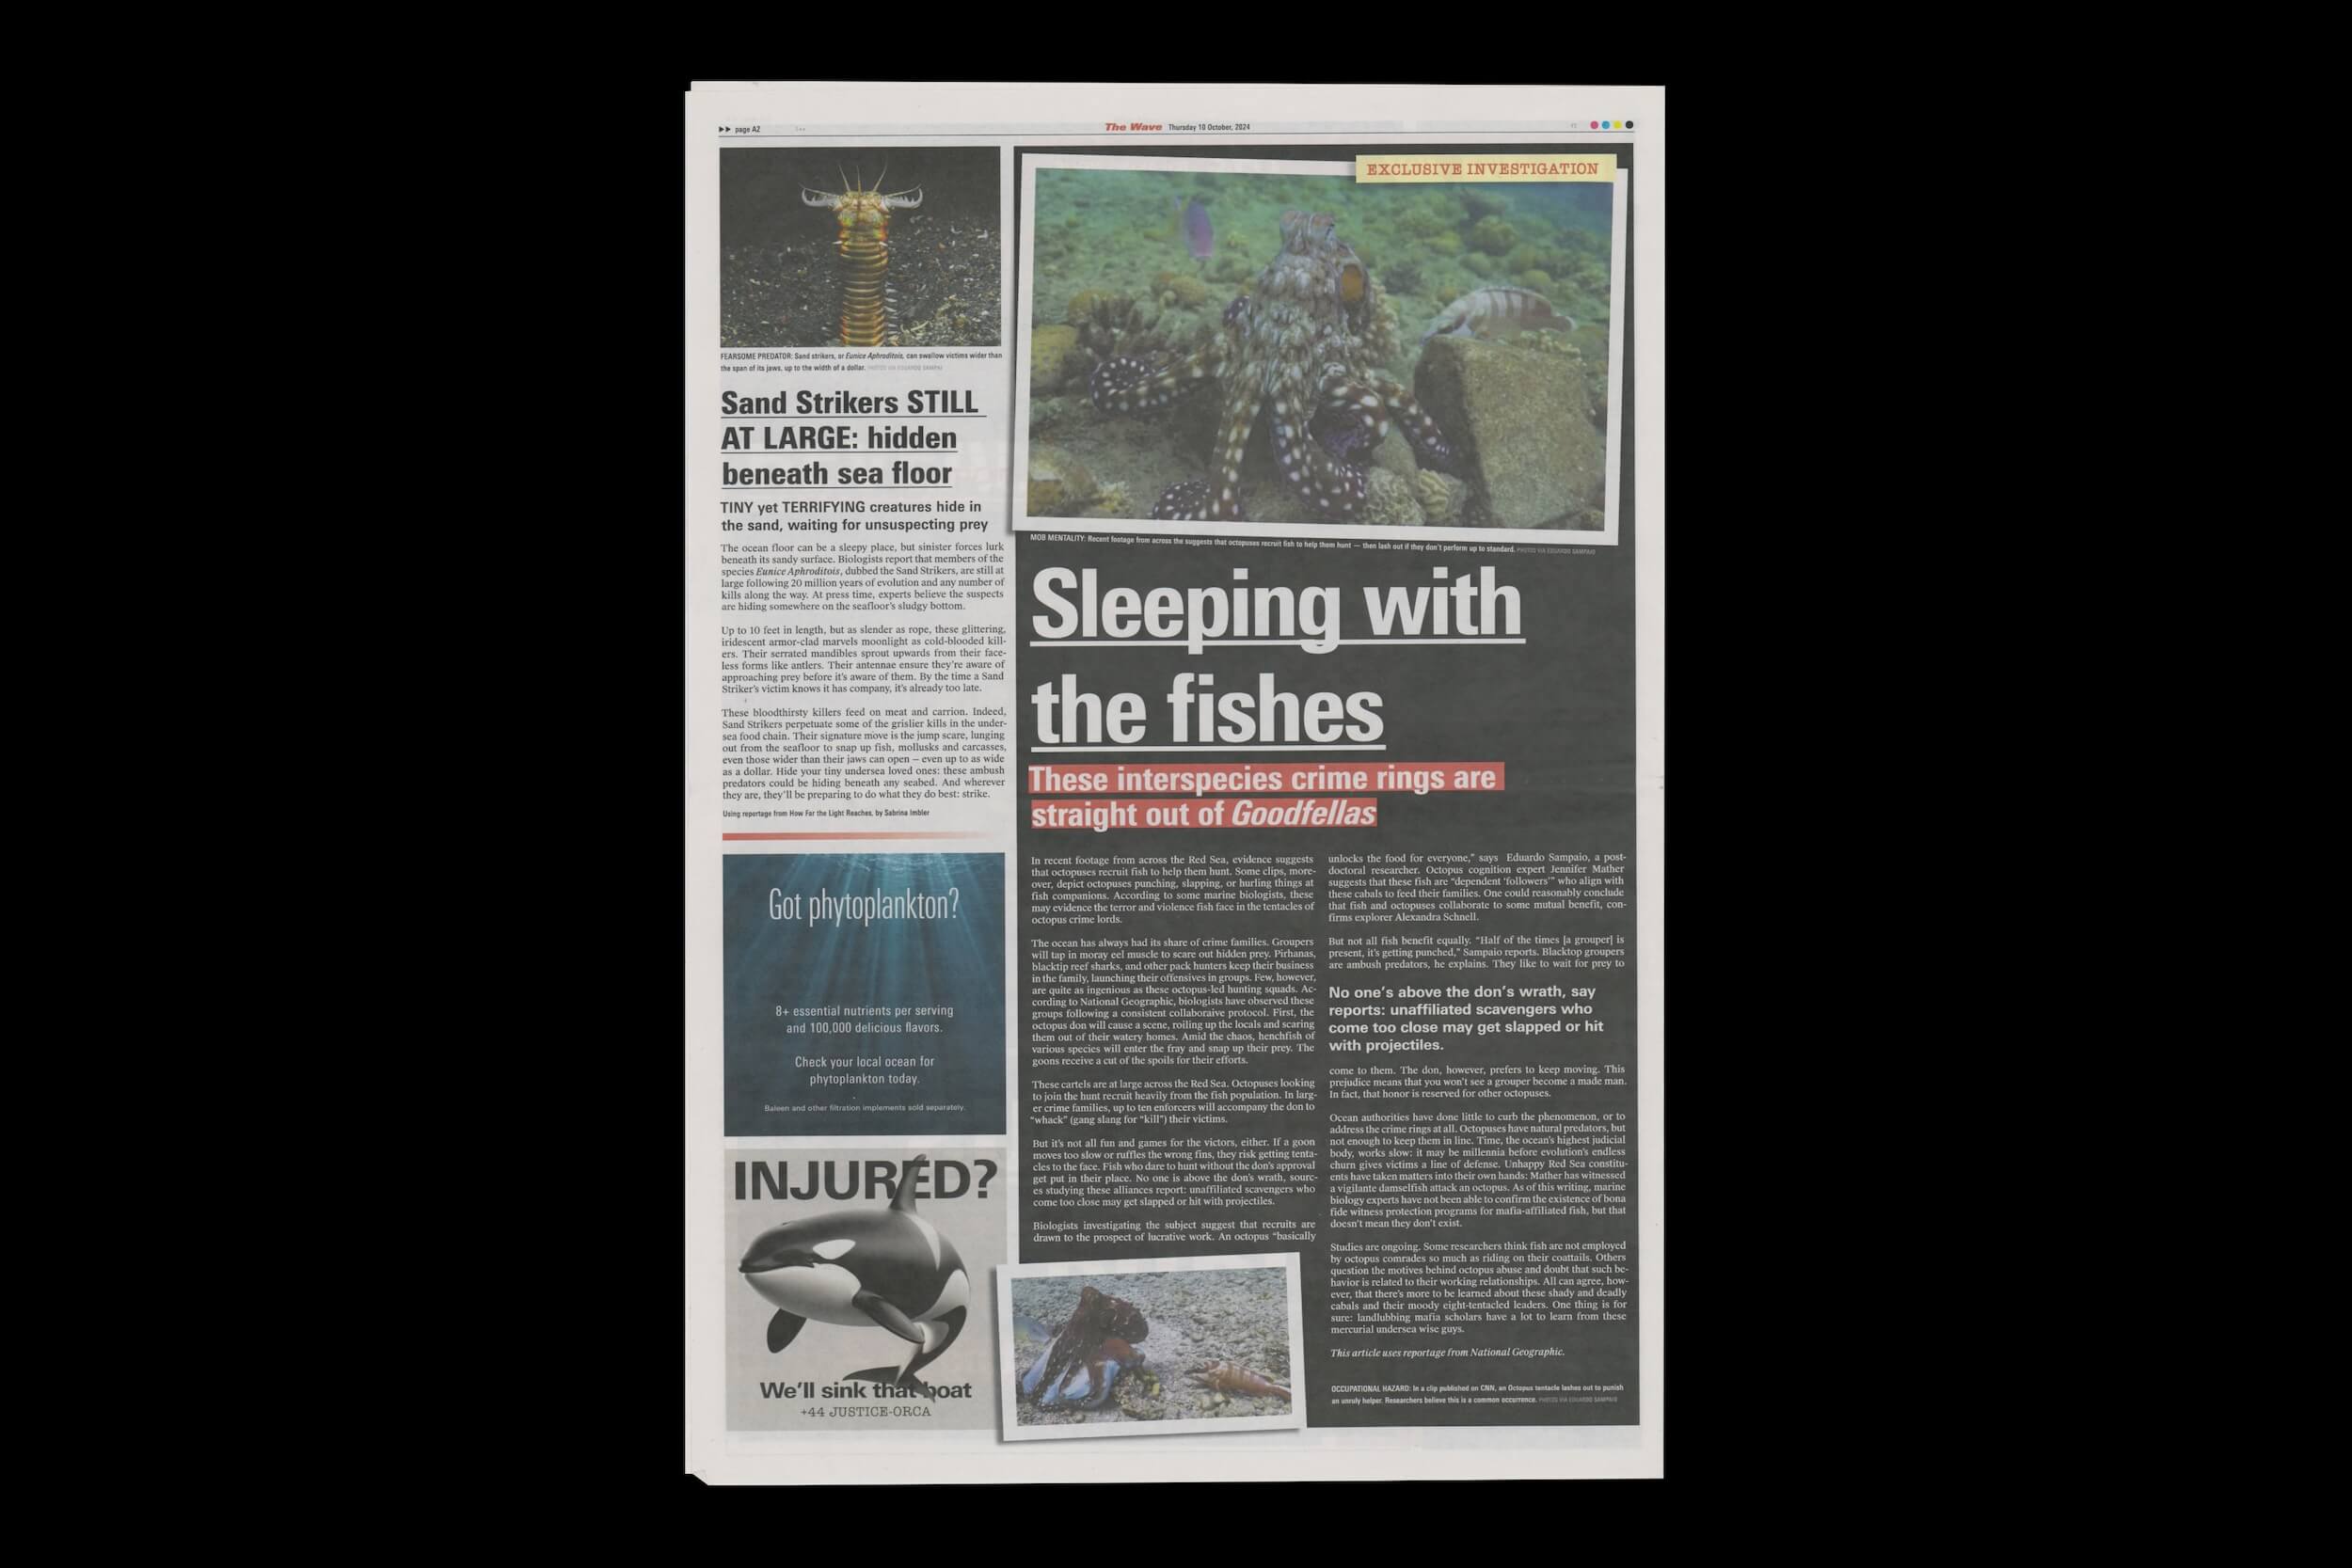 ▶▶ page A2
The Wave Thursday 10 October, 2024
FEARSOME PREDATOR: Sand strikers, or Eunice Aphroditois, can swallow victims wider than
the span of its jaws, up to the width of a dollar. PHOTOS VIA EDUARDO SAMPAIO
Sand Strikers STILL
AT LARGE: hidden
beneath sea floor
TINY yet TERRIFYING creatures hide in
the sand, waiting for unsuspecting prey
The ocean floor can be a sleepy place, but sinister forces lurk
beneath its sandy surface. Biologists report that members of the
species Eunice Aphroditois, dubbed the Sand Strikers, are still at
large following 20 million years of evolution and any number of
kills along the way. At press time, experts believe the suspects
are hiding somewhere on the seafloor's sludgy bottom.
Up to 10 feet in length, but as slender as rope, these glittering,
iridescent armor-clad marvels moonlight as cold-blooded kill-
ers. Their serrated mandibles sprout upwards from their face-
less forms like antlers. Their antennae ensure they're aware of
approaching prey before it's aware of them. By the time a Sand
Striker's victim knows it has company, it's already too late.
These bloodthirsty killers feed on meat and carrion. Indeed,
Sand Strikers perpetuate some of the grislier kills in the under-
sea food chain. Their signature move is the jump scare, lunging
out from the seafloor to snap up fish, mollusks and carcasses,
even those wider than their jaws can open – even up to as wide
as a dollar. Hide your tiny undersea loved ones: these ambush
predators could be hiding beneath any seabed. And wherever
they are, they'll be preparing to do what they do best: strike.
Using reportage from How Far the Light Reaches, by Sabrina Imbler
Got phytoplankton?
8+ essential nutrients per serving
and 100,000 delicious flavors.
Check your local ocean for
phytoplankton today.
Baleen and other filtration implements sold separately.
INJURED?
We'll sink that boat
+44 JUSTICE-ORCA
EXCLUSIVE INVESTIGATION
MOB MENTALITY: Recent footage from across the suggests that octopuses recruit fish to help them hunt — then lash out if they don't perform up to standard. PHOTOS VIA EDUARDO SAMPAIO
Sleeping with
the fishes
These interspecies crime rings are
straight out of Goodfellas
In recent footage from across the Red Sea, evidence suggests
that octopuses recruit fish to help them hunt. Some clips, more-
over, depict octopuses punching, slapping, or hurling things at
fish companions. According to some marine biologists, these
may evidence the terror and violence fish face in the tentacles of
octopus crime lords.
The ocean has always had its share of crime families. Groupers
will tap in moray eel muscle to scare out hidden prey. Pirhanas,
blacktip reef sharks, and other pack hunters keep their business
in the family, launching their offensives in groups. Few, however,
are quite as ingenious as these octopus-led hunting squads. Ac-
cording to National Geographic, biologists have observed these
groups following a consistent collaboraive protocol. First, the
octopus don will cause a scene, roiling up the locals and scaring
them out of their watery homes. Amid the chaos, henchfish of
various species will enter the fray and snap up their prey. The
goons receive a cut of the spoils for their efforts.
These cartels are at large across the Red Sea. Octopuses looking
to join the hunt recruit heavily from the fish population. In larg-
er crime families, up to ten enforcers will accompany the don to
“whack” (gang slang for “kill”) their victims.
But it's not all fun and games for the victors, either. If a goon
moves too slow or ruffles the wrong fins, they risk getting tenta-
cles to the face. Fish who dare to hunt without the don's approval
get put in their place. No one is above the don's wrath, sourc-
es studying these alliances report: unaffiliated scavengers who
come too close may get slapped or hit with projectiles.
Biologists investigating the subject suggest that recruits are
drawn to the prospect of lucrative work. An octopus “basically
unlocks the food for everyone,” says Eduardo Sampaio, a post-
doctoral researcher. Octopus cognition expert Jennifer Mather
suggests that these fish are “dependent ‘followers’” who align with
these cabals to feed their families. One could reasonably conclude
that fish and octopuses collaborate to some mutual benefit, con-
firms explorer Alexandra Schnell.
But not all fish benefit equally. “Half of the times [a grouper] is
present, it's getting punched,” Sampaio reports. Blacktop groupers
are ambush predators, he explains. They like to wait for prey to
No one's above the don's wrath, say
reports: unaffiliated scavengers who
come too close may get slapped or hit
with projectiles.
come to them. The don, however, prefers to keep moving. This
prejudice means that you won't see a grouper become a made man.
In fact, that honor is reserved for other octopuses.
Ocean authorities have done little to curb the phenomenon, or to
address the crime rings at all. Octopuses have natural predators, but
not enough to keep them in line. Time, the ocean's highest judicial
body, works slow: it may be millennia before evolution's endless
churn gives victims a line of defense. Unhappy Red Sea constitu-
ents have taken matters into their own hands: Mather has witnessed
a vigilante damselfish attack an octopus. As of this writing, marine
biology experts have not been able to confirm the existence of bona
fide witness protection programs for mafia-affiliated fish, but that
doesn't mean they don't exist.
Studies are ongoing. Some researchers think fish are not employed
by octopus comrades so much as riding on their coattails. Others
question the motives behind octopus abuse and doubt that such be-
havior is related to their working relationships. All can agree, how-
ever, that there's more to be learned about these shady and deadly
cabals and their moody eight-tentacled leaders. One thing is for
sure: landlubbing mafia scholars have a lot to learn from these
mercurial undersea wise guys.
This article uses reportage from National Geographic.
OCCUPATIONAL HAZARD: In a clip published on CNN, an Octopus tentacle lashes out to punish
an unruly helper. Researchers believe this is a common occurrence. PHOTOS VIA EDUARDO SAMPAIO